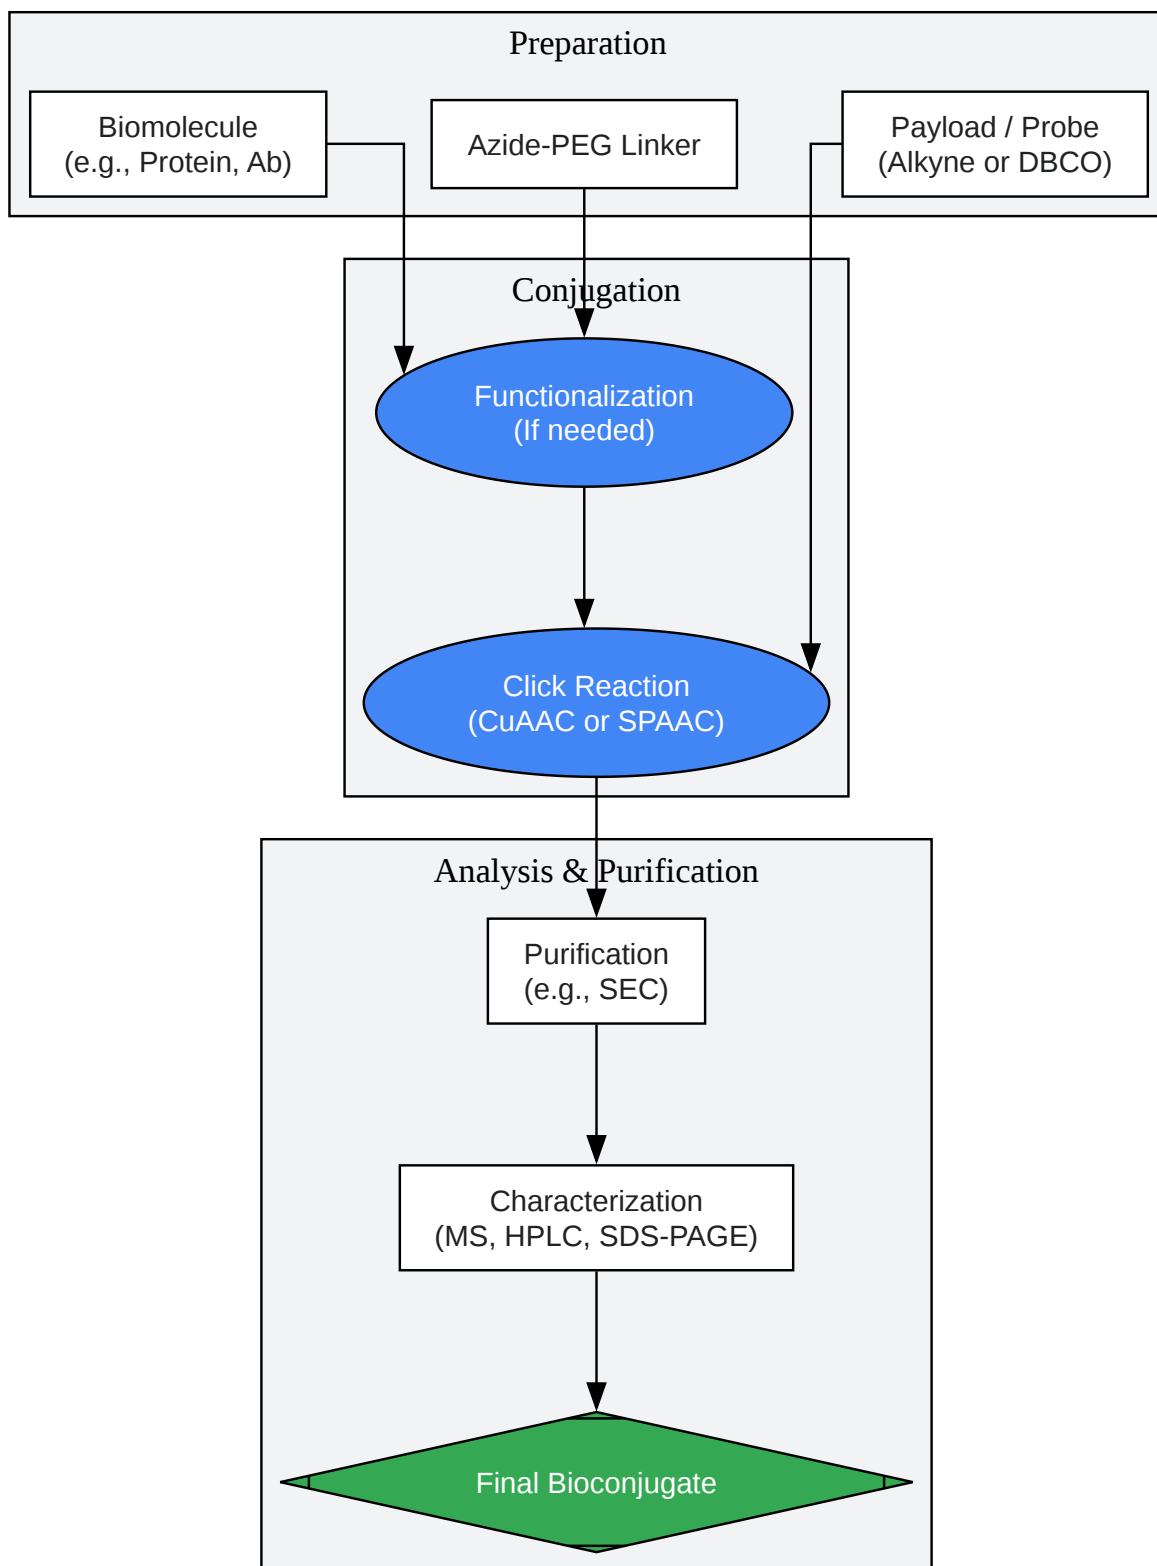 Preparation
Biomolecule
(e.g., Protein, Ab)
Azide-PEG Linker
Payload / Probe
(Alkyne or DBCO)
Conjugation
Functionalization
(If needed)
Click Reaction
(CuAAC or SPAAC)
Analysis & Purification
Purification
(e.g., SEC)
Characterization
(MS, HPLC, SDS-PAGE)
Final Bioconjugate